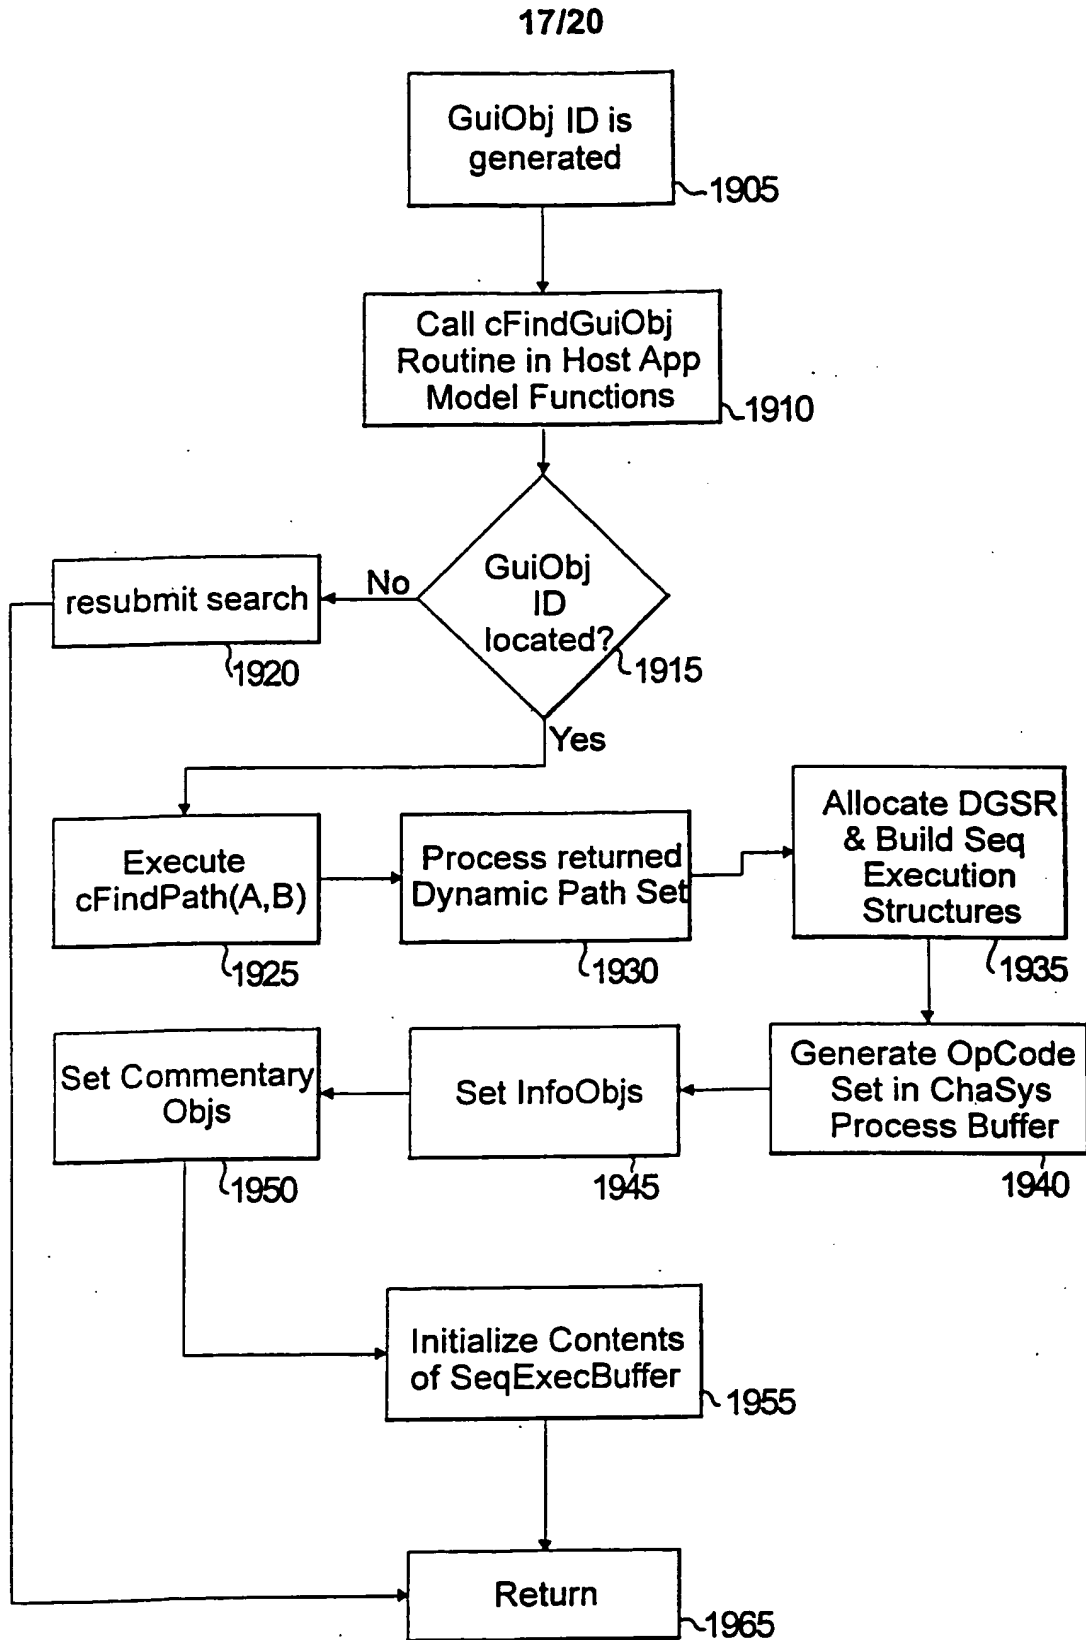 17/20
GuiObj ID is
generated
1905
Call cFindGuiObj
Routine in Host App
Model Functions
1910
GuiObj
ID
located?
1915
No
resubmit search
1920
Yes
Execute
cFindPath(A,B)
1925
Process returned
Dynamic Path Set
1930
Allocate DGSR
& Build Seq
Execution
Structures
1935
Generate OpCode
Set in ChaSys
Process Buffer
1940
Set InfoObjs
1945
Set Commentary
Objs
1950
Initialize Contents
of SeqExecBuffer
1955
Return
1965